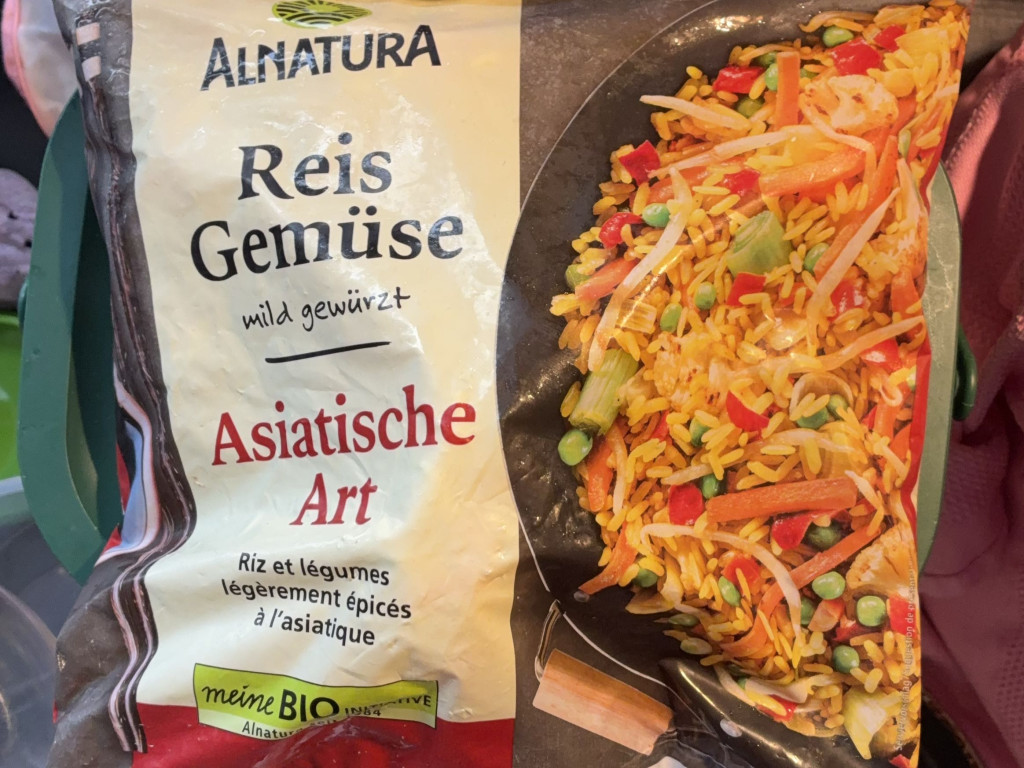 ALNATURA
Reis
Gemüse
mild gewürzt
Asiatische
Art
Riz et légumes
légèrement épicés
à l'asiatique
meine BIO